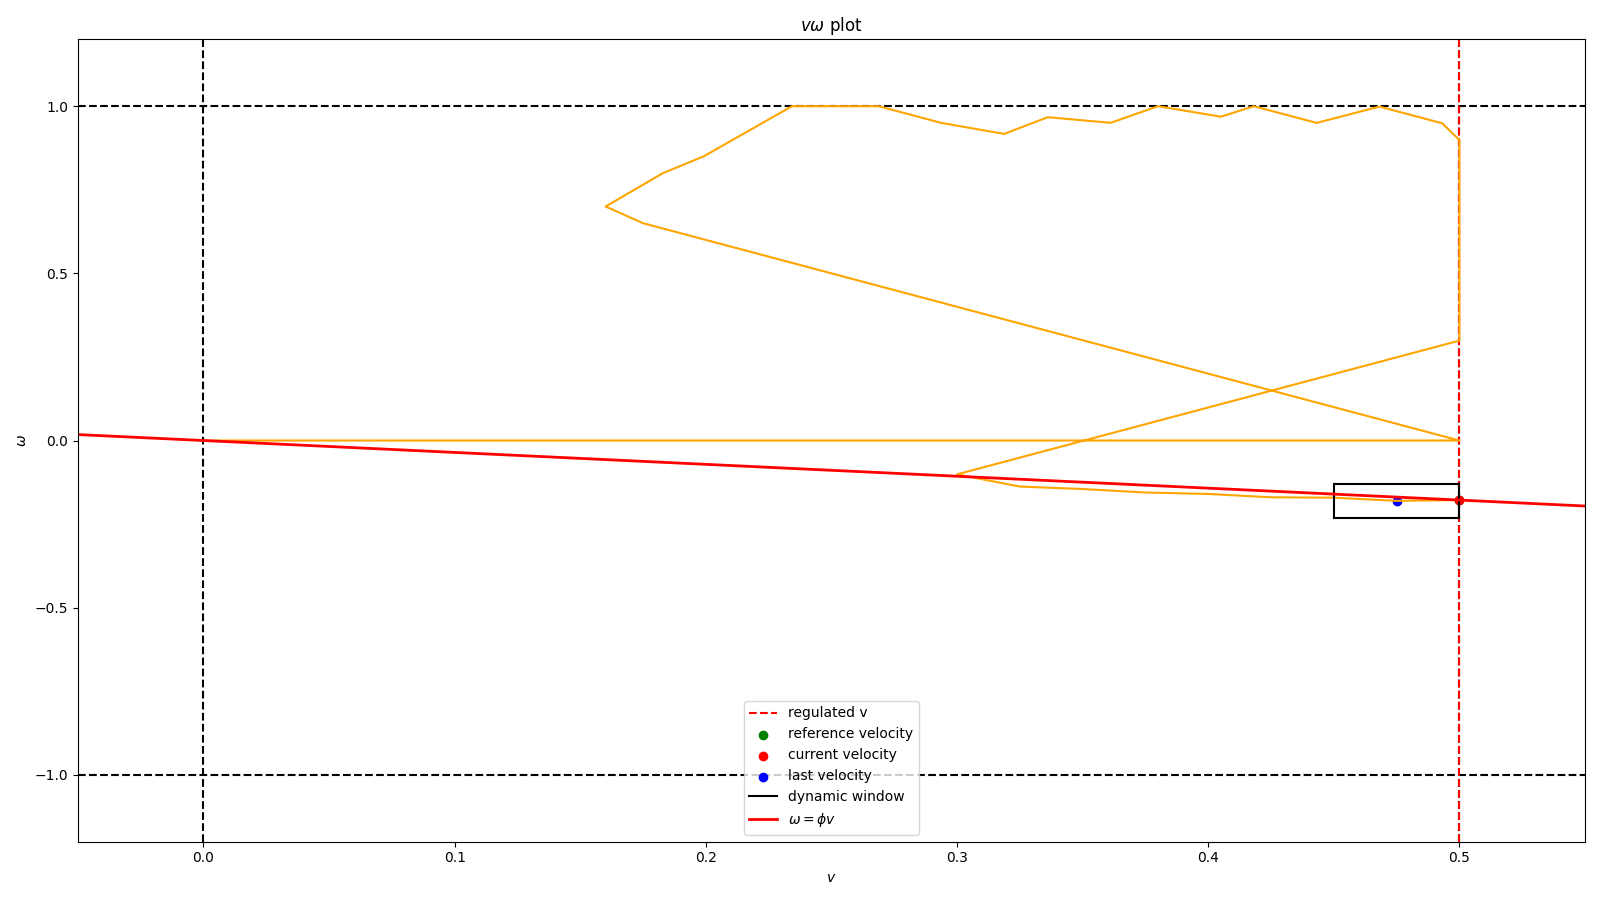 vω plot
1.0
0.5
0.0
−0.5
−1.0
ω
0.0 0.1 0.2 0.3 0.4 0.5
v
regulated v
reference velocity
current velocity
last velocity
dynamic window
ω = ϕv